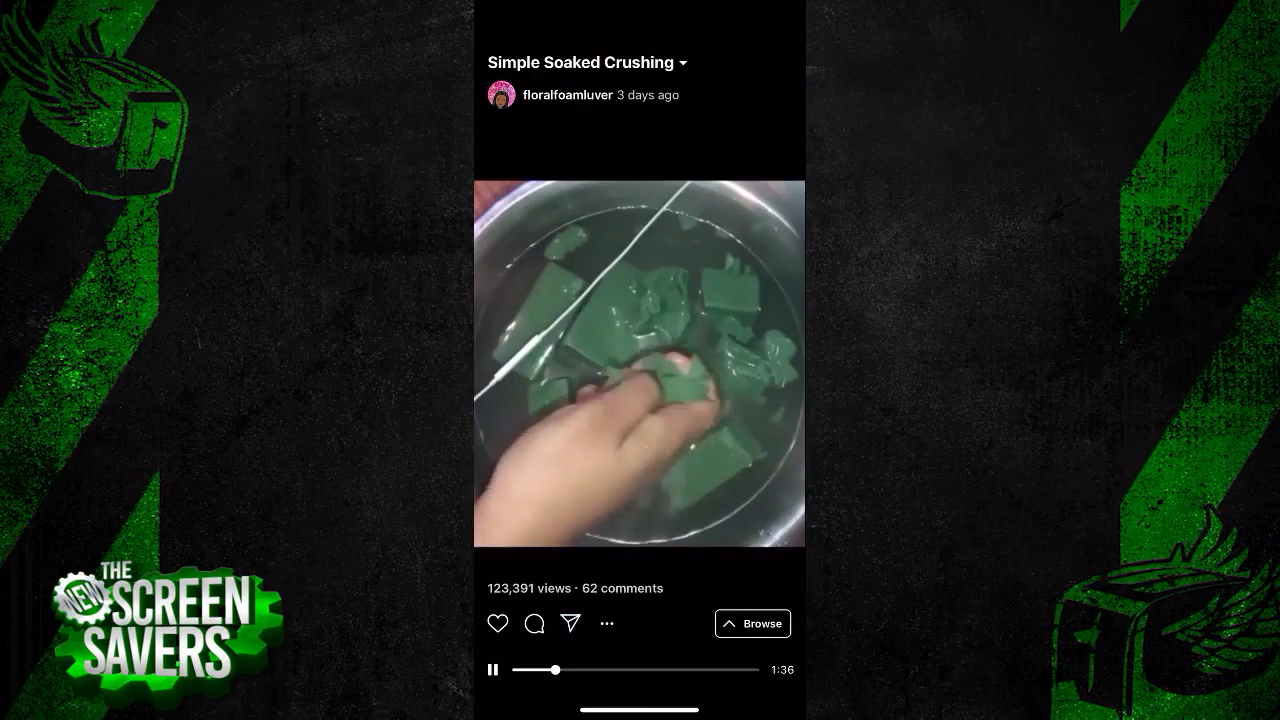 Simple Soaked Crushing
floralfoamluver 3 days ago
123,391 views · 62 comments
Browse
1:36
THE
NEW SCREEN
SAVERS